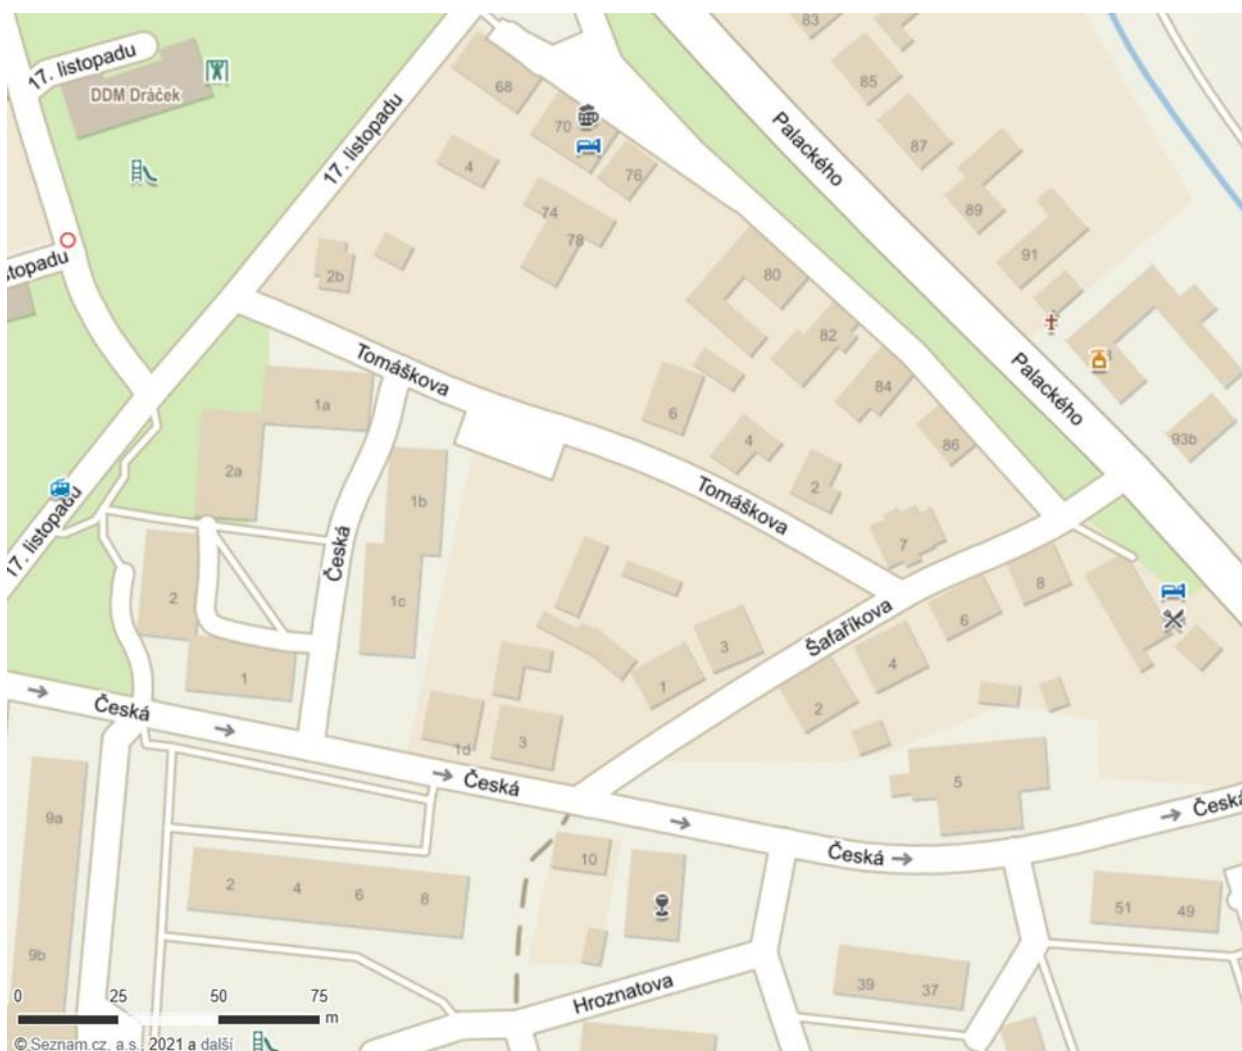 17. listopadu
DDM Dráček
17. listopadu
68
70
76
4
74
78
2b
83
85
87
Palackého
89
91
80
82
84
86
Palackého
93b
Tomáškova
1a
2a
6
4
2
7
Tomáškova
1b
1c
Česká
17. listopadu
2
1
Česká
1
3
Šafaříkova
8
6
4
2
1d
3
Česká
5
Česká
Česká
9a
9b
2
4
6
8
10
51
49
39
37
Hroznatova
0
25
50
75
m
© Seznam.cz, a.s., 2021 a další